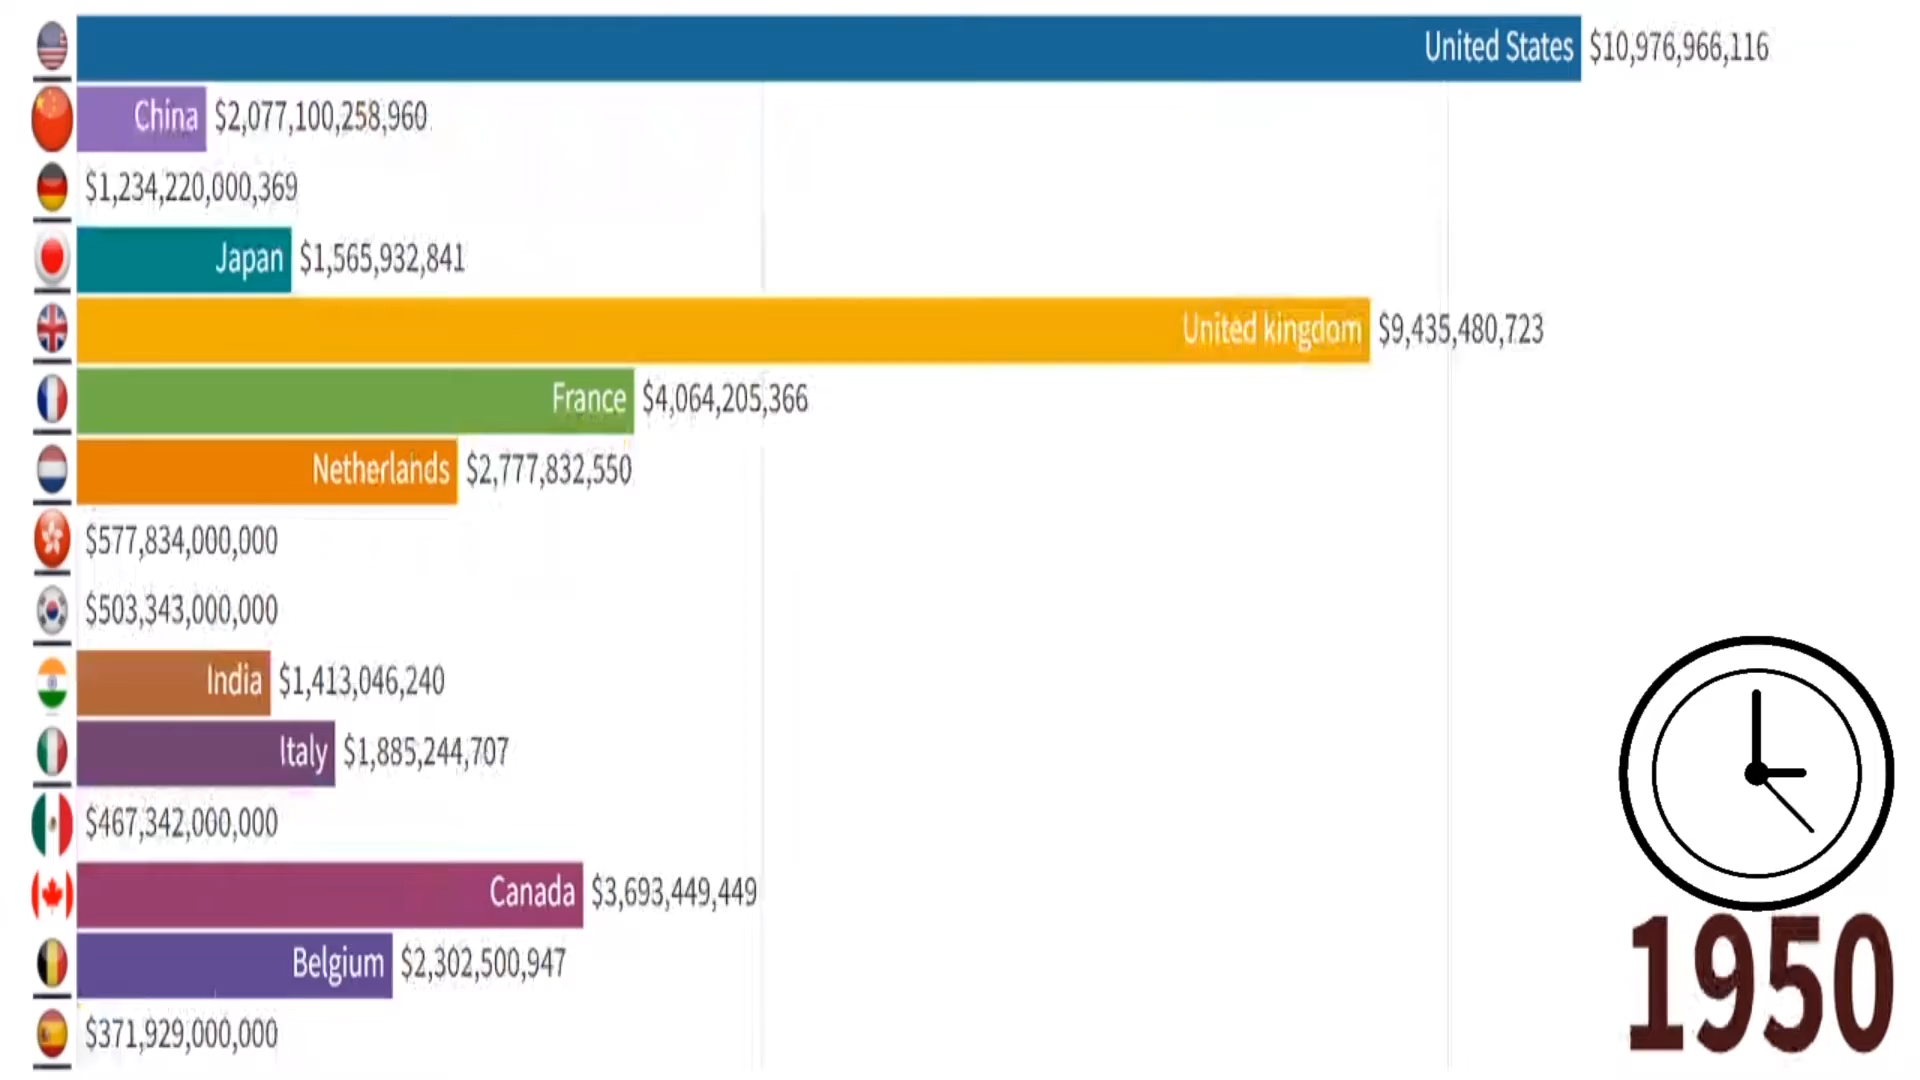 United States $10,976,966,116
China $2,077,100,258,960
$1,234,220,000,369
Japan $1,565,932,841
United kingdom $9,435,480,723
France $4,064,205,366
Netherlands $2,777,832,550
$577,834,000,000
$503,343,000,000
India $1,413,046,240
Italy $1,885,244,707
$467,342,000,000
Canada $3,693,449,449
Belgium $2,302,500,947
$371,929,000,000
1950